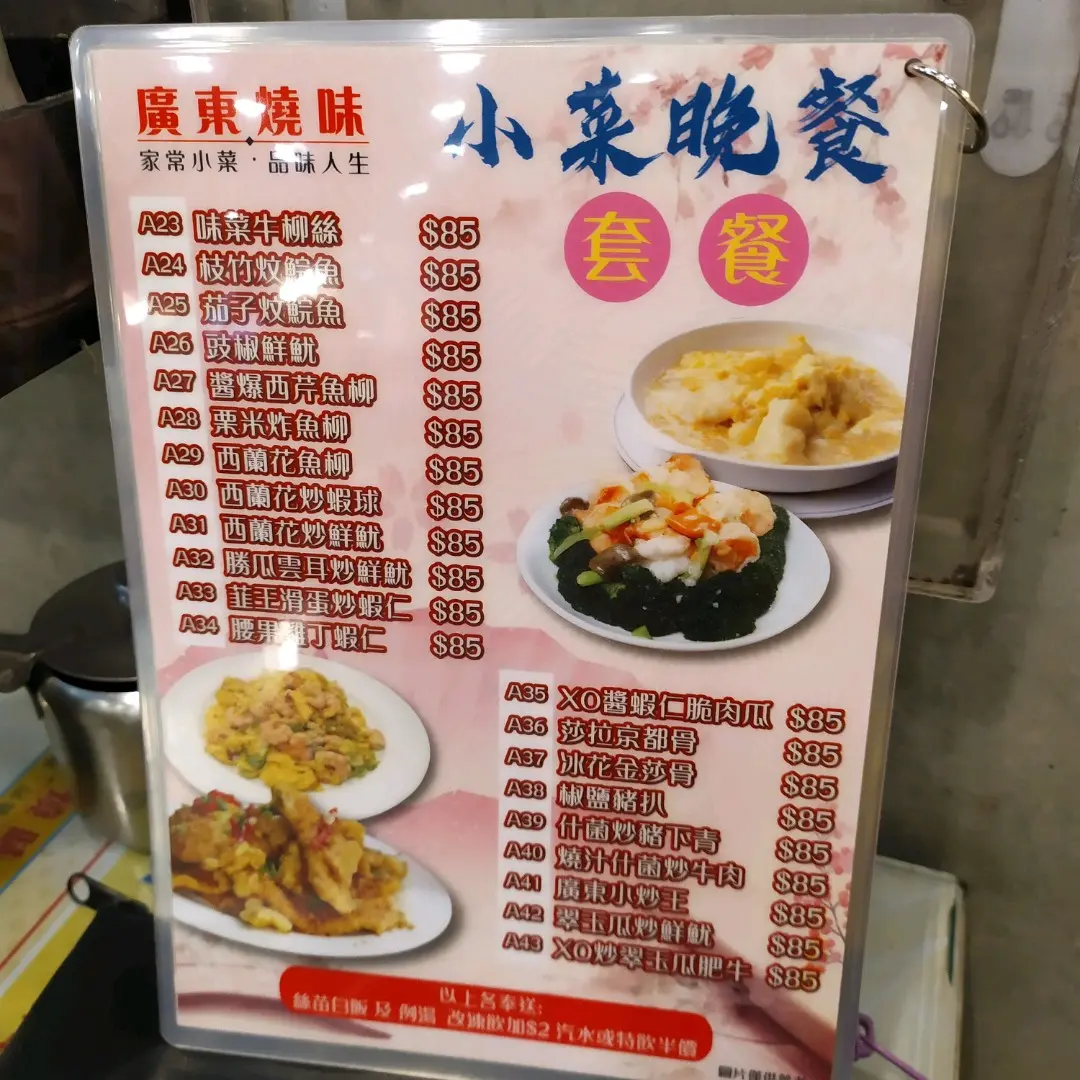 廣東燒味
家常小菜·品味人生
小菜晚餐
套餐
A23 味菜牛柳絲 $85
A24 枝竹炆鯇魚 $85
A25 茄子炆鯇魚 $85
A26 豉椒鮮魷 $85
A27 醬爆西芹魚柳 $85
A28 粟米炸魚柳 $85
A29 西蘭花魚柳 $85
A30 西蘭花炒蝦球 $85
A31 西蘭花炒鮮魷 $85
A32 勝瓜雲耳炒鮮魷 $85
A33 韮王滑蛋炒蝦仁 $85
A34 腰果雞丁蝦仁 $85
A35 XO醬蝦仁脆肉瓜 $85
A36 莎拉京都骨 $85
A37 冰花金莎骨 $85
A38 椒鹽豬扒 $85
A39 什菌炒豬下青 $85
A40 燒汁什菌炒牛肉 $85
A41 廣東小炒王 $85
A42 翠玉瓜炒鮮魷 $85
A43 XO炒翠玉瓜肥牛 $85
以上各奉送:
絲苗白飯 及 例湯 改凍飲加$2 汽水或特飲半價
圖片僅供參